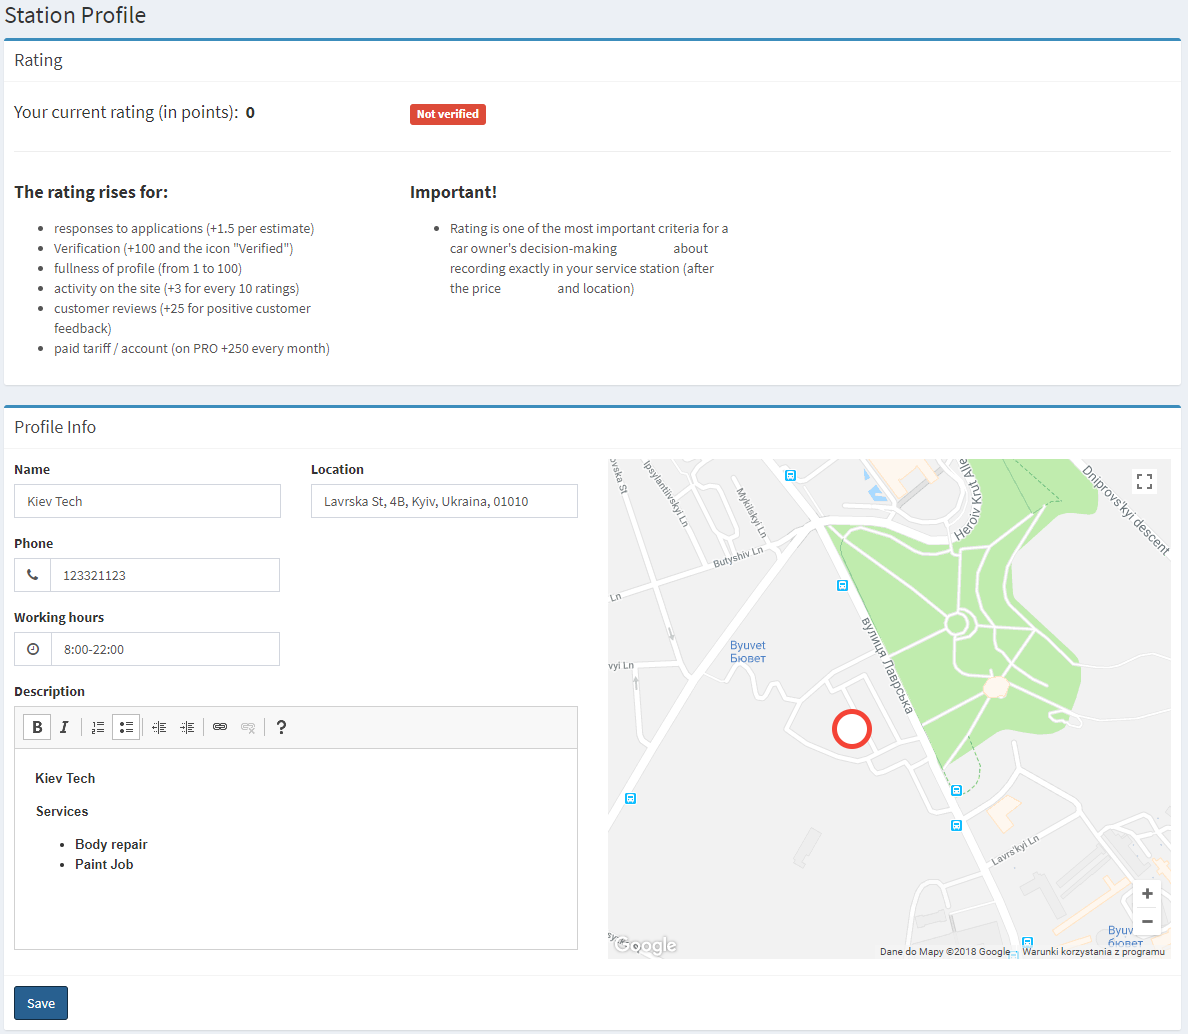 Station Profile
Rating
Your current rating (in points): 0
Not verified
The rating rises for:
responses to applications (+1.5 per estimate)
Verification (+100 and the icon "Verified")
fullness of profile (from 1 to 100)
activity on the site (+3 for every 10 ratings)
customer reviews (+25 for positive customer
feedback)
paid tariff / account (on PRO +250 every month)
Important!
Rating is one of the most important criteria for a
car owner's decision-making about
recording exactly in your service station (after
the price and location)
Profile Info
Name
Kiev Tech
Location
Lavrska St, 4B, Kyiv, Ukraina, 01010
Phone
123321123
Working hours
8:00-22:00
Description
B I ?
Kiev Tech
Services
Body repair
Paint Job
Save
ovska St
Ipsylantiivskyi Ln
Mykilskyi Ln
Butyshiv Ln
Heroiv Krut Alle
Dniprovs'kyi descent
Ln
вулиця Лаврська
Byuvet
Бювет
vyi Ln
Lavrs'kyi Ln
+
−
Byuv
бювет
Google
Dane do Mapy ©2018 Google
Warunki korzystania z programu